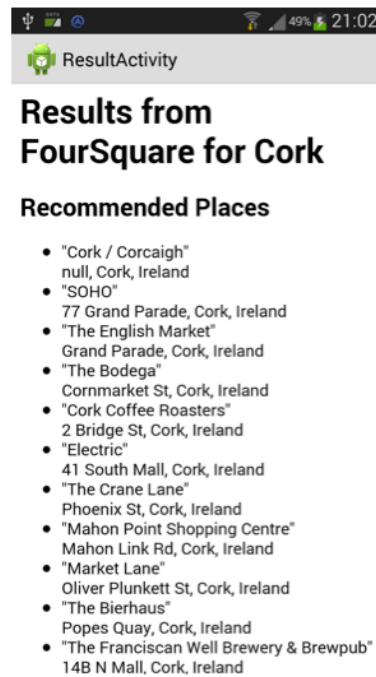 DATA
49% 21:02
ResultActivity
Results from
FourSquare for Cork
Recommended Places
"Cork / Corcaigh"
null, Cork, Ireland
"SOHO"
77 Grand Parade, Cork, Ireland
"The English Market"
Grand Parade, Cork, Ireland
"The Bodega"
Cornmarket St, Cork, Ireland
"Cork Coffee Roasters"
2 Bridge St, Cork, Ireland
"Electric"
41 South Mall, Cork, Ireland
"The Crane Lane"
Phoenix St, Cork, Ireland
"Mahon Point Shopping Centre"
Mahon Link Rd, Cork, Ireland
"Market Lane"
Oliver Plunkett St, Cork, Ireland
"The Bierhaus"
Popes Quay, Cork, Ireland
"The Franciscan Well Brewery & Brewpub"
14B N Mall, Cork, Ireland